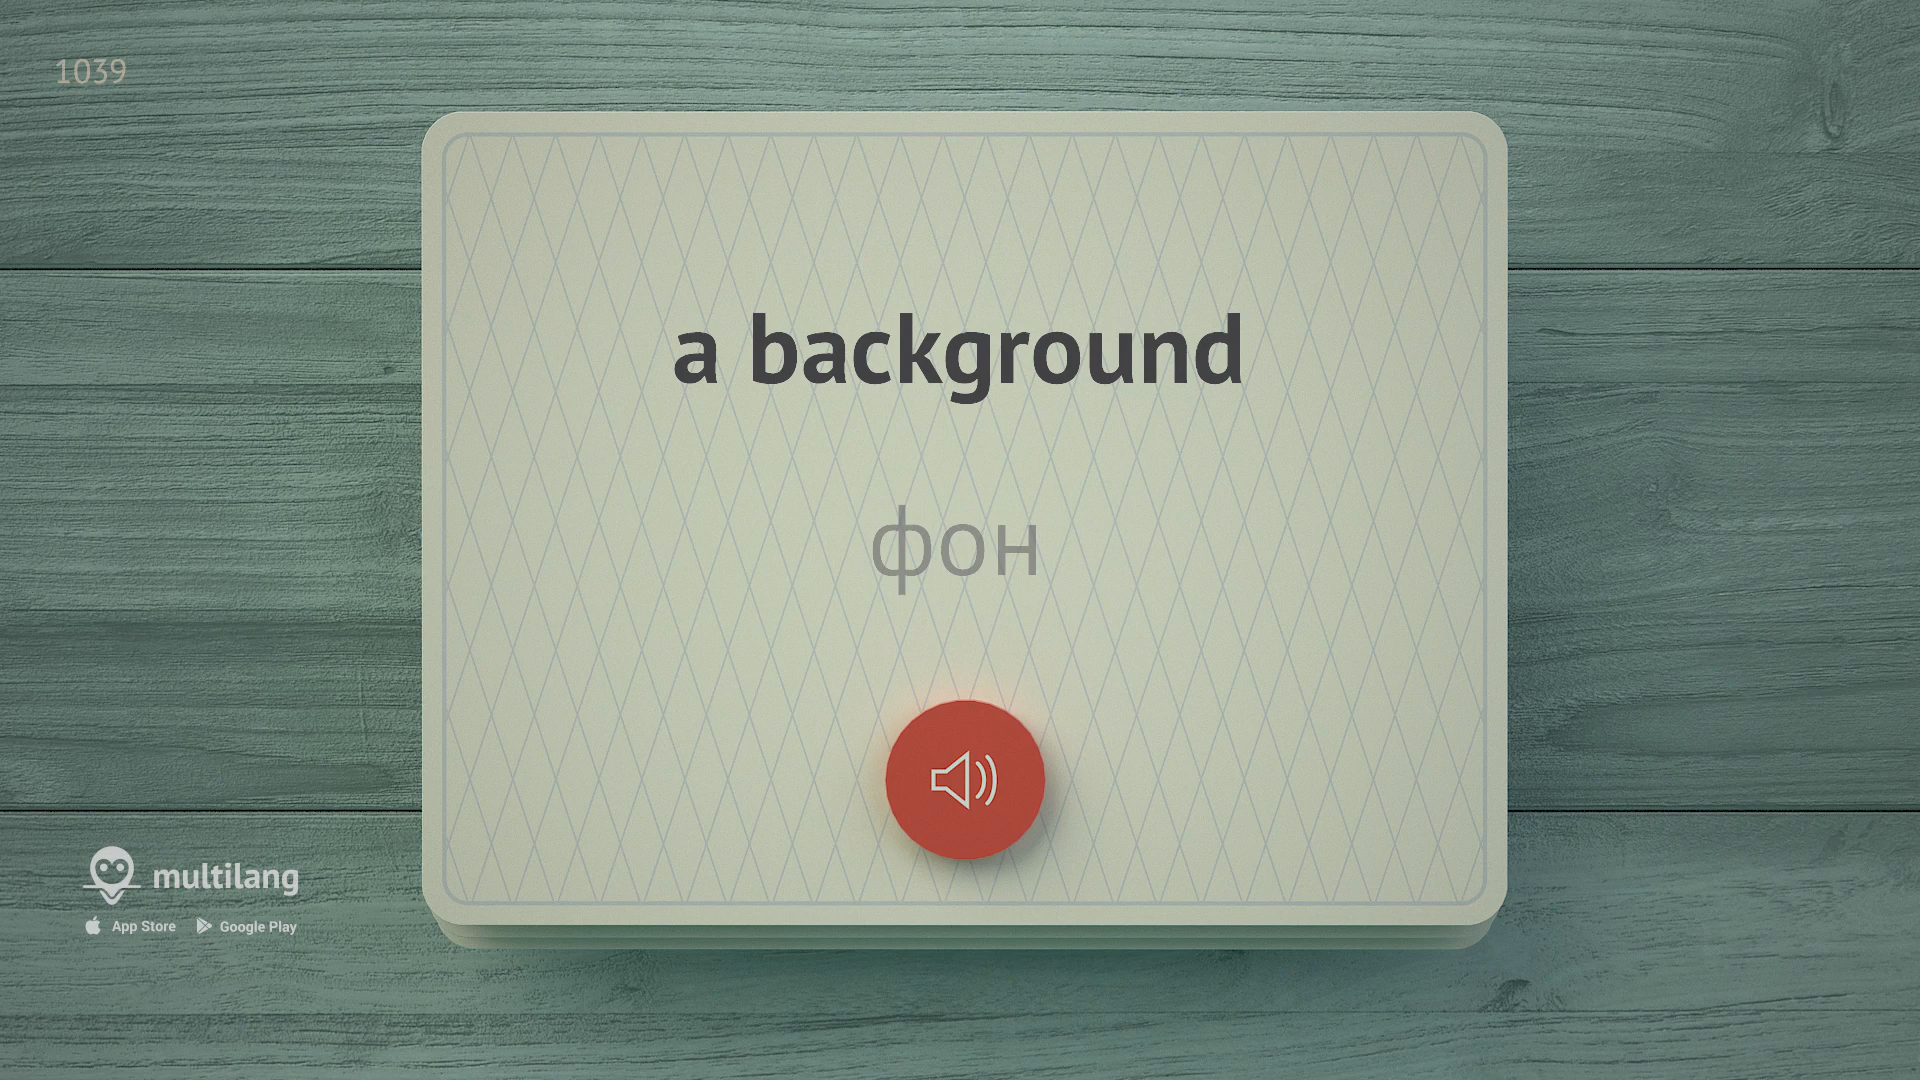 1039
a background
фон
multilang
App Store
Google Play